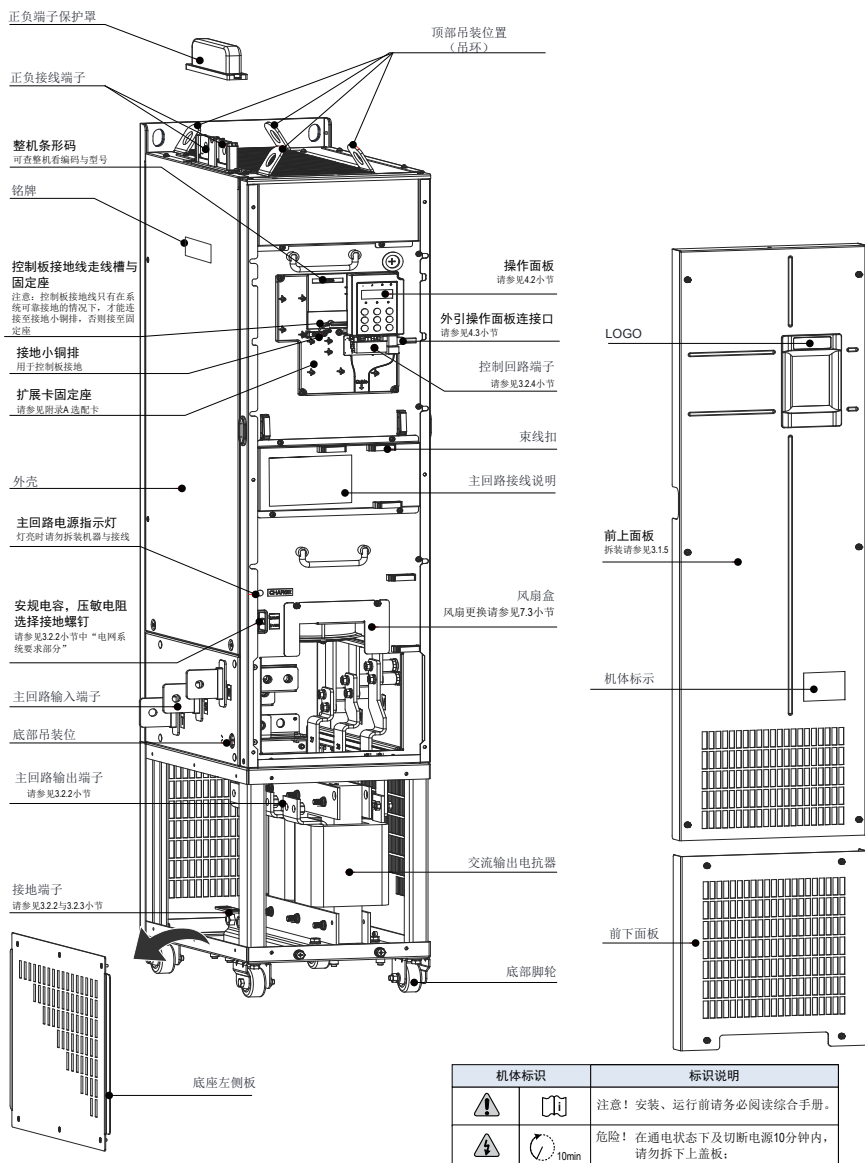 正负端子保护罩
正负接线端子
整机条形码
可查整机看编码与型号
铭牌
控制板接地线走线槽与
固定座
注意：控制板接地线只有在系
统可靠接地的情况下，才能连
接至接地小铜排，否则接至固
定座
接地小铜排
用于控制板接地
扩展卡固定座
请参见附录A 选配卡
外壳
主回路电源指示灯
灯亮时请勿拆装机器与接线
安规电容，压敏电阻
选择接地螺钉
请参见3.2.2小节中“电网系
统要求部分”
主回路输入端子
底部吊装位
主回路输出端子
请参见3.2.2小节
接地端子
请参见3.2.2与3.2.3小节
底座左侧板
顶部吊装位置
（吊环）
操作面板
请参见4.2小节
外引操作面板连接口
请参见4.3小节
控制回路端子
请参见3.2.4小节
束线扣
主回路接线说明
CHARGE
风扇盒
风扇更换请参见7.3小节
交流输出电抗器
底部脚轮
LOGO
前上面板
拆装请参见3.1.5
机体标示
前下面板
机体标识 标识说明
注意！安装、运行前请务必阅读综合手册。
10min
危险！在通电状态下及切断电源10分钟内，
请勿拆下上盖板；